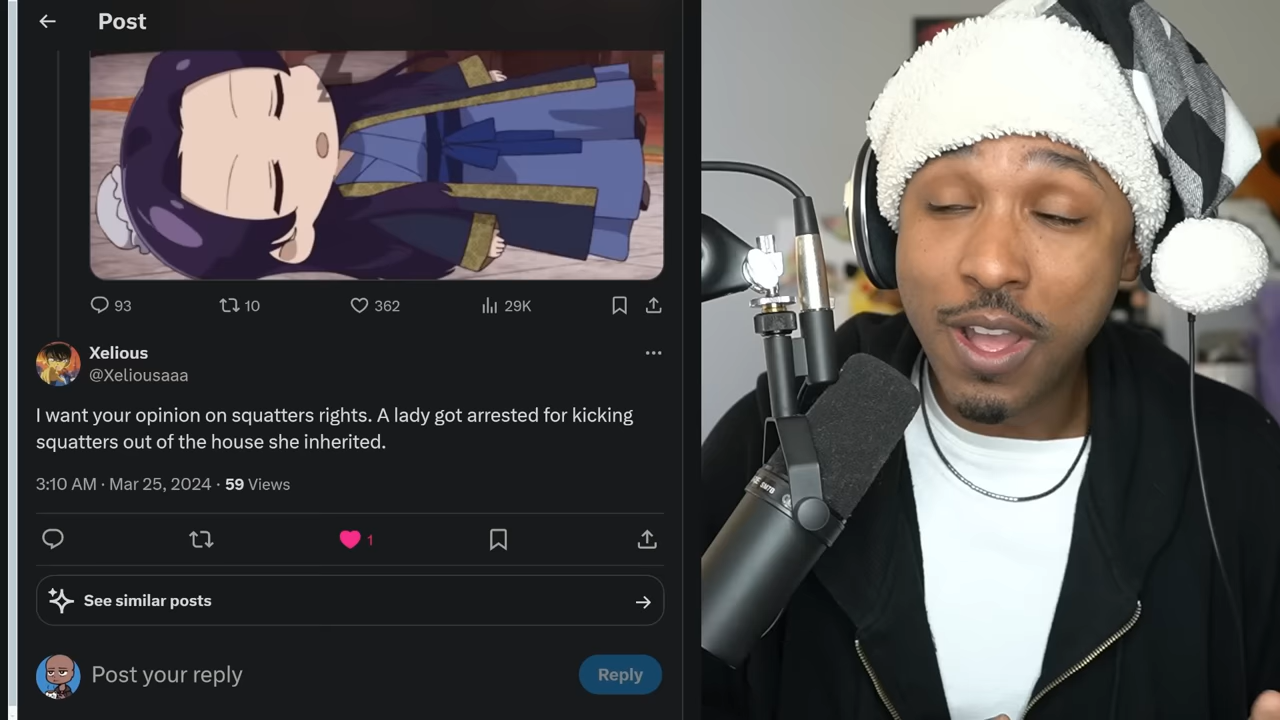 Post
Z
Z
93 10 362 29K
Xelious
@Xeliousaaa
I want your opinion on squatters rights. A lady got arrested for kicking
squatters out of the house she inherited.
3:10 AM · Mar 25, 2024 · 59 Views
1
See similar posts
Post your reply
Reply
SM7B